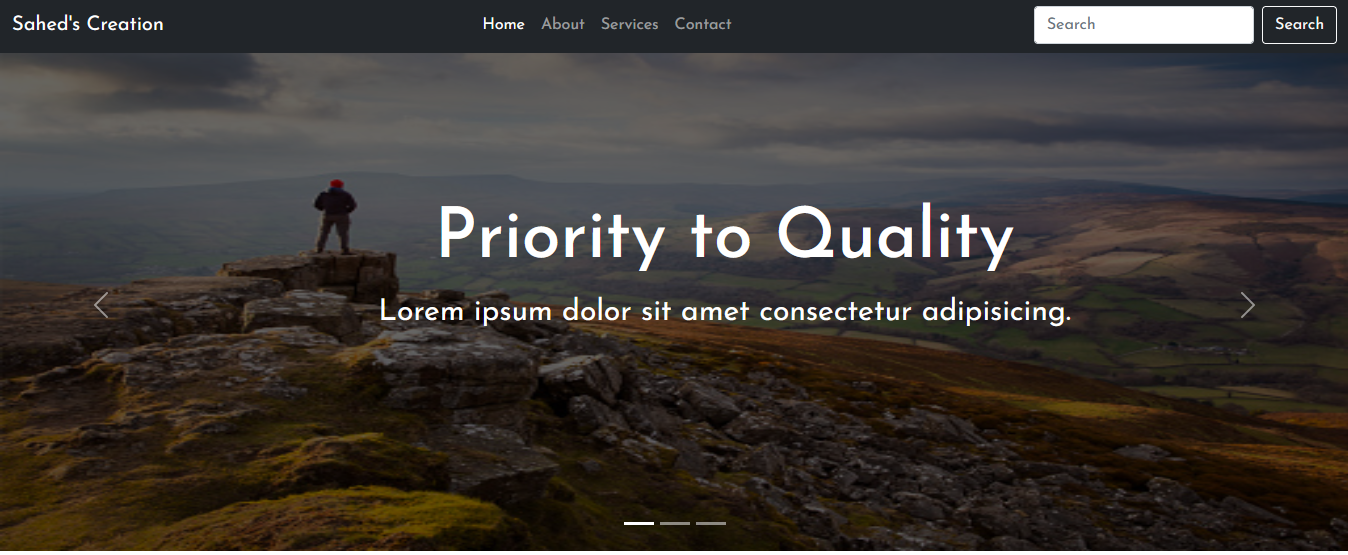 Sahed's Creation
Home About Services Contact
Search
Search
Priority to Quality
Lorem ipsum dolor sit amet consectetur adipisicing.